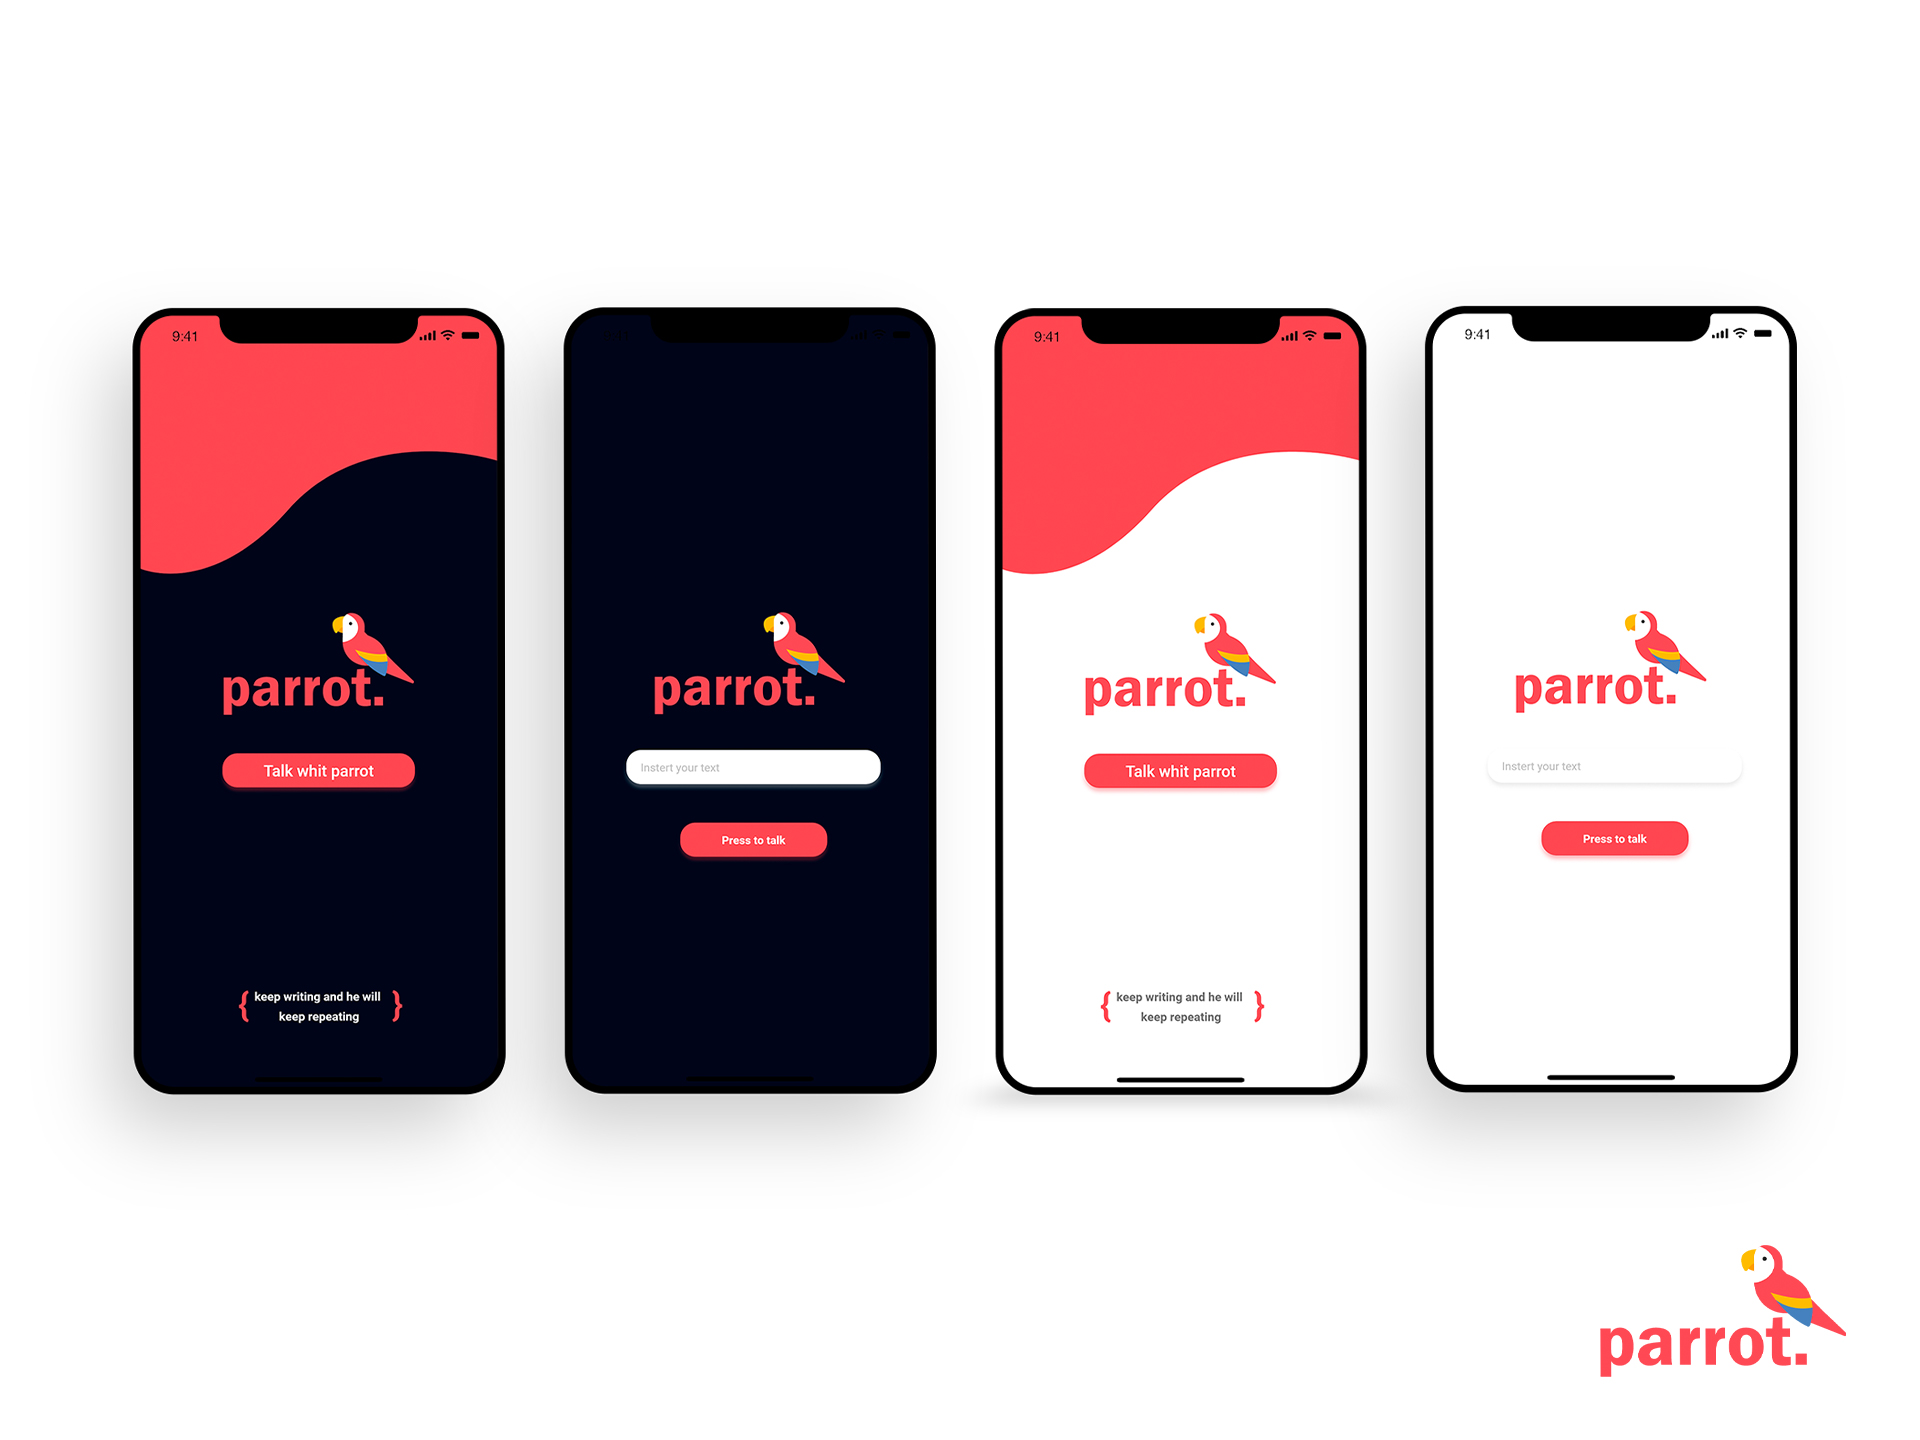 9:41
parrot.
Talk whit parrot
{ keep writing and he will
keep repeating }
parrot.
Instert your text
Press to talk
9:41
parrot.
Talk whit parrot
{ keep writing and he will
keep repeating }
9:41
parrot.
Instert your text
Press to talk
parrot.